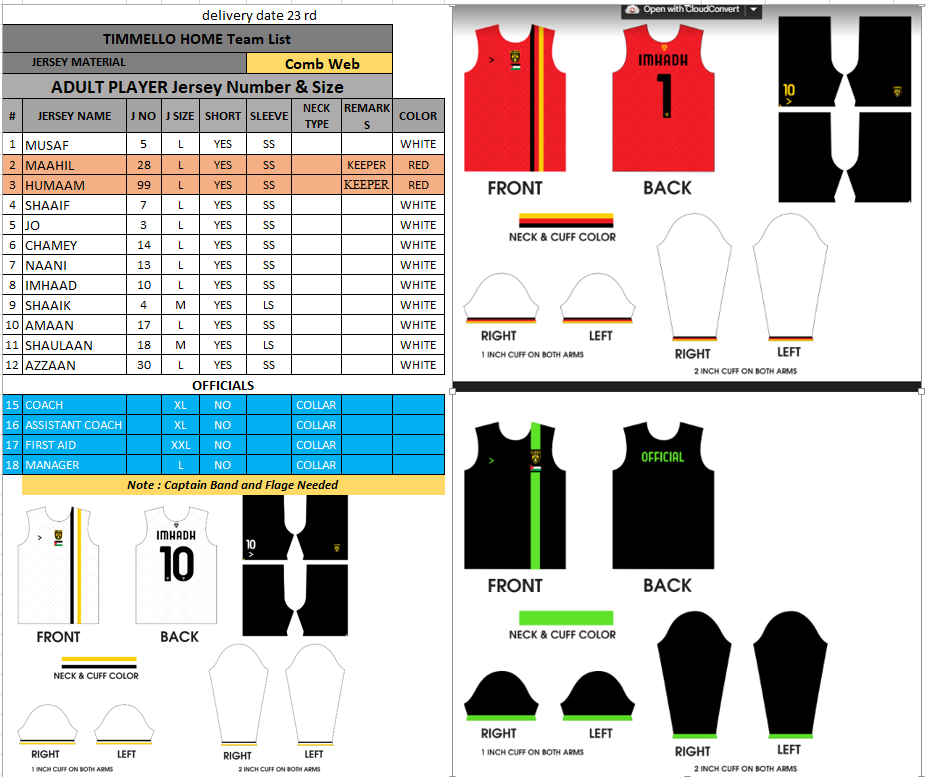 delivery date 23 rd
TIMMELLO HOME Team List
JERSEY MATERIAL Comb Web
ADULT PLAYER Jersey Number & Size
# JERSEY NAME J NO J SIZE SHORT SLEEVE NECK TYPE REMARKS COLOR
1 MUSAF 5 L YES SS WHITE
2 MAAHIL 28 L YES SS KEEPER RED
3 HUMAAM 99 L YES SS KEEPER RED
4 SHAAIF 7 L YES SS WHITE
5 JO 3 L YES SS WHITE
6 CHAMEY 14 L YES SS WHITE
7 NAANI 13 L YES SS WHITE
8 IMHAAD 10 L YES SS WHITE
9 SHAAIK 4 M YES LS WHITE
10 AMAAN 17 L YES SS WHITE
11 SHAULAAN 18 M YES LS WHITE
12 AZZAAN 30 L YES SS WHITE
OFFICIALS
15 COACH XL NO COLLAR
16 ASSISTANT COACH XL NO COLLAR
17 FIRST AID XXL NO COLLAR
18 MANAGER L NO COLLAR
Note : Captain Band and Flage Needed
IMHADH
10
10
FRONT BACK
NECK & CUFF COLOR
RIGHT LEFT
1 INCH CUFF ON BOTH ARMS
RIGHT LEFT
2 INCH CUFF ON BOTH ARMS
Open with CloudConvert
IMHADH
1
10
FRONT BACK
NECK & CUFF COLOR
RIGHT LEFT
1 INCH CUFF ON BOTH ARMS
RIGHT LEFT
2 INCH CUFF ON BOTH ARMS
OFFICIAL
FRONT BACK
NECK & CUFF COLOR
RIGHT LEFT
1 INCH CUFF ON BOTH ARMS
RIGHT LEFT
2 INCH CUFF ON BOTH ARMS